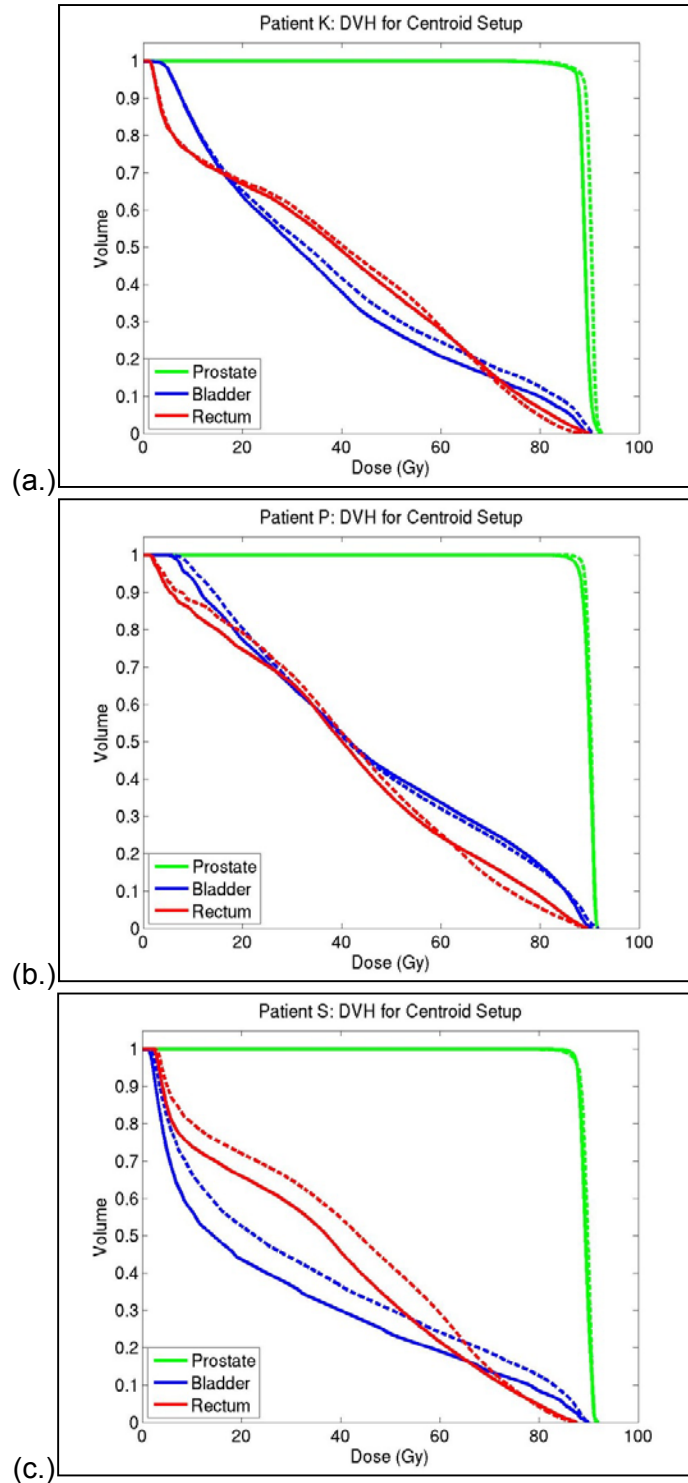 Patient K: DVH for Centroid Setup
1
0.9
0.8
0.7
0.6
0.5
0.4
0.3
0.2
0.1
0
Volume
Prostate
Bladder
Rectum
0 20 40 60 80 100
Dose (Gy)
(a.)
Patient P: DVH for Centroid Setup
1
0.9
0.8
0.7
0.6
0.5
0.4
0.3
0.2
0.1
0
Volume
Prostate
Bladder
Rectum
0 20 40 60 80 100
Dose (Gy)
(b.)
Patient S: DVH for Centroid Setup
1
0.9
0.8
0.7
0.6
0.5
0.4
0.3
0.2
0.1
0
Volume
Prostate
Bladder
Rectum
0 20 40 60 80 100
Dose (Gy)
(c.)